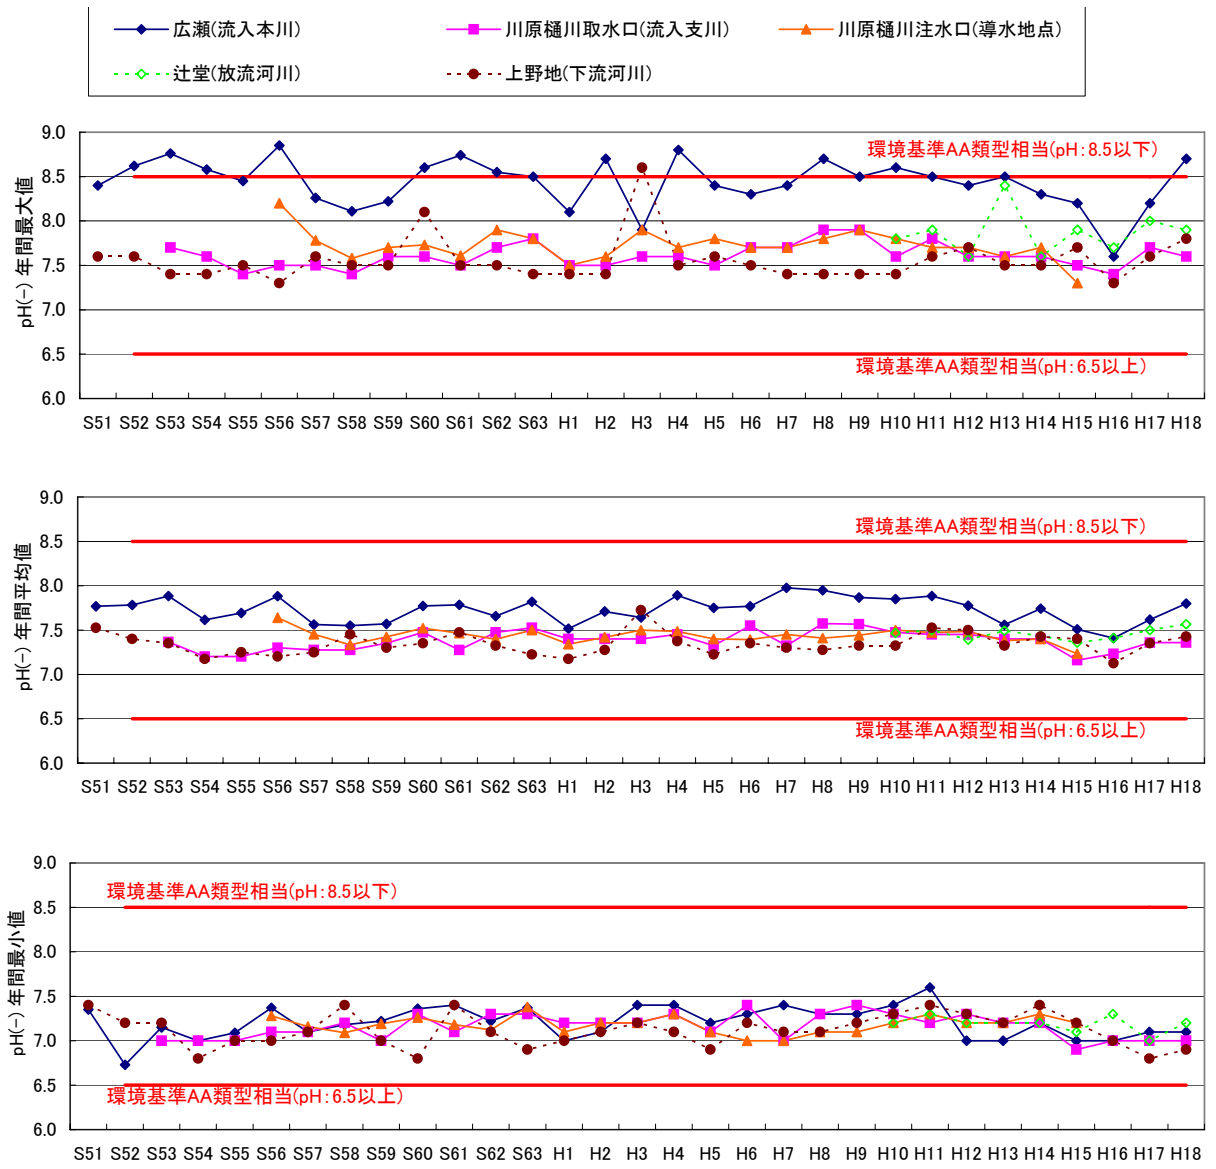 広瀬(流入本川) 川原樋川取水口(流入支川) 川原樋川注水口(導水地点)
辻堂(放流河川) 上野地(下流河川)
pH(-) 年間最大値
9.0
環境基準AA類型相当(pH:8.5以下)
8.5
8.0
7.5
7.0
6.5
環境基準AA類型相当(pH:6.5以上)
6.0
S51 S52 S53 S54 S55 S56 S57 S58 S59 S60 S61 S62 S63 H1 H2 H3 H4 H5 H6 H7 H8 H9 H10 H11 H12 H13 H14 H15 H16 H17 H18
pH(-) 年間平均値
9.0
環境基準AA類型相当(pH:8.5以下)
8.5
8.0
7.5
7.0
6.5
環境基準AA類型相当(pH:6.5以上)
6.0
S51 S52 S53 S54 S55 S56 S57 S58 S59 S60 S61 S62 S63 H1 H2 H3 H4 H5 H6 H7 H8 H9 H10 H11 H12 H13 H14 H15 H16 H17 H18
pH(-) 年間最小値
9.0
環境基準AA類型相当(pH:8.5以下)
8.5
8.0
7.5
7.0
6.5
環境基準AA類型相当(pH:6.5以上)
6.0
S51 S52 S53 S54 S55 S56 S57 S58 S59 S60 S61 S62 S63 H1 H2 H3 H4 H5 H6 H7 H8 H9 H10 H11 H12 H13 H14 H15 H16 H17 H18